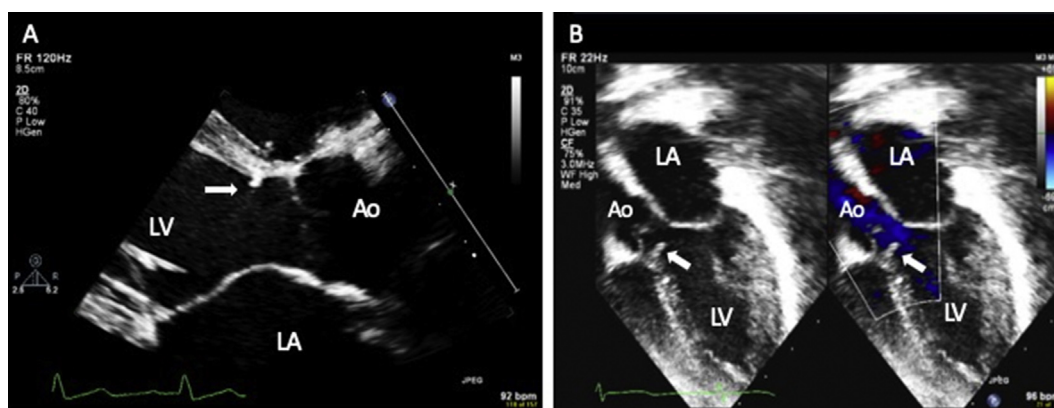 A
FR 120Hz
8.5cm
M3
2D
80%
C 40
P Low
HGen
LV
Ao
LA
P
R
JPEG
92 bpm
B
FR 22Hz
10cm
M3
2D
91%
C 35
P Low
HGen
CF
75%
3.0MHz
WF High
Med
LA
Ao
LV
LA
Ao
LV
JPEG
96 bpm